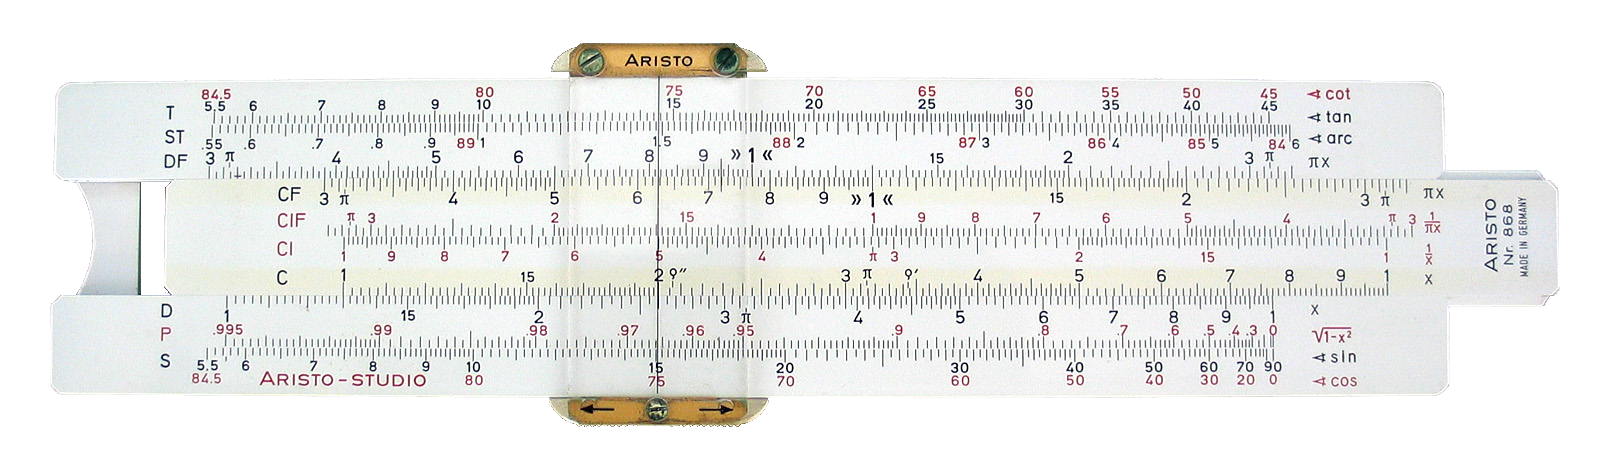 ARISTO
84.5 80 75 70 65 60 55 50 45 ⊲ cot
T 5,5 6 7 8 9 10 15 20 25 30 35 40 45 ⊲ tan
ST .55 .6 .7 .8 .9 89 1 1.5 88 2 87 3 86 4 85 5 84 6 ⊲ arc
DF 3 π 4 5 6 7 8 9 » 1 « 15 2 3 π πx
CF 3 π 4 5 6 7 8 9 » 1 « 15 2 3 π πx
CIF π 3 2 15 1 9 8 7 6 5 4 π 3 1/πx
CI 1 9 8 7 6 5 4 π 3 2 15 1 1/x
C 1 15 2 ϱ″ 3 π ϱ′ 4 5 6 7 8 9 1 x
D 1 15 2 3 π 4 5 6 7 8 9 1 x
P .995 .99 .98 .97 .96 .95 .9 .8 .7 .6 .5 .4 .3 0 √1-x²
S 5.5 6 7 8 9 10 15 20 30 40 50 60 70 90 ⊲ sin
84.5 ARISTO-STUDIO 80 75 70 60 50 40 30 20 0 ⊲ cos
ARISTO
Nr. 868
MADE IN GERMANY